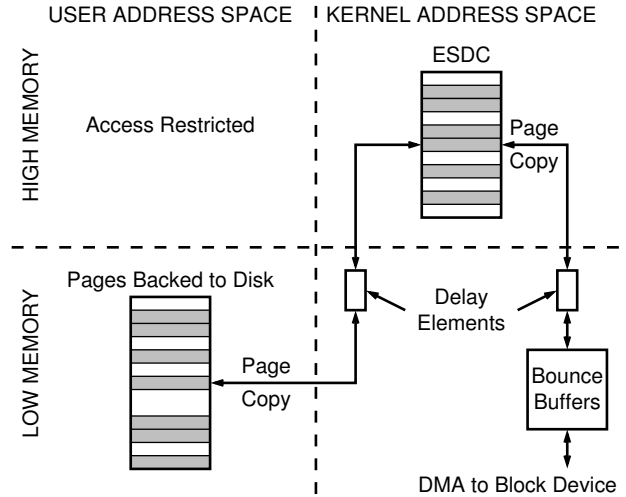 USER ADDRESS SPACE
KERNEL ADDRESS SPACE
HIGH MEMORY
Access Restricted
ESDC
Page
Copy
LOW MEMORY
Pages Backed to Disk
Page
Copy
Delay
Elements
Bounce
Buffers
DMA to Block Device